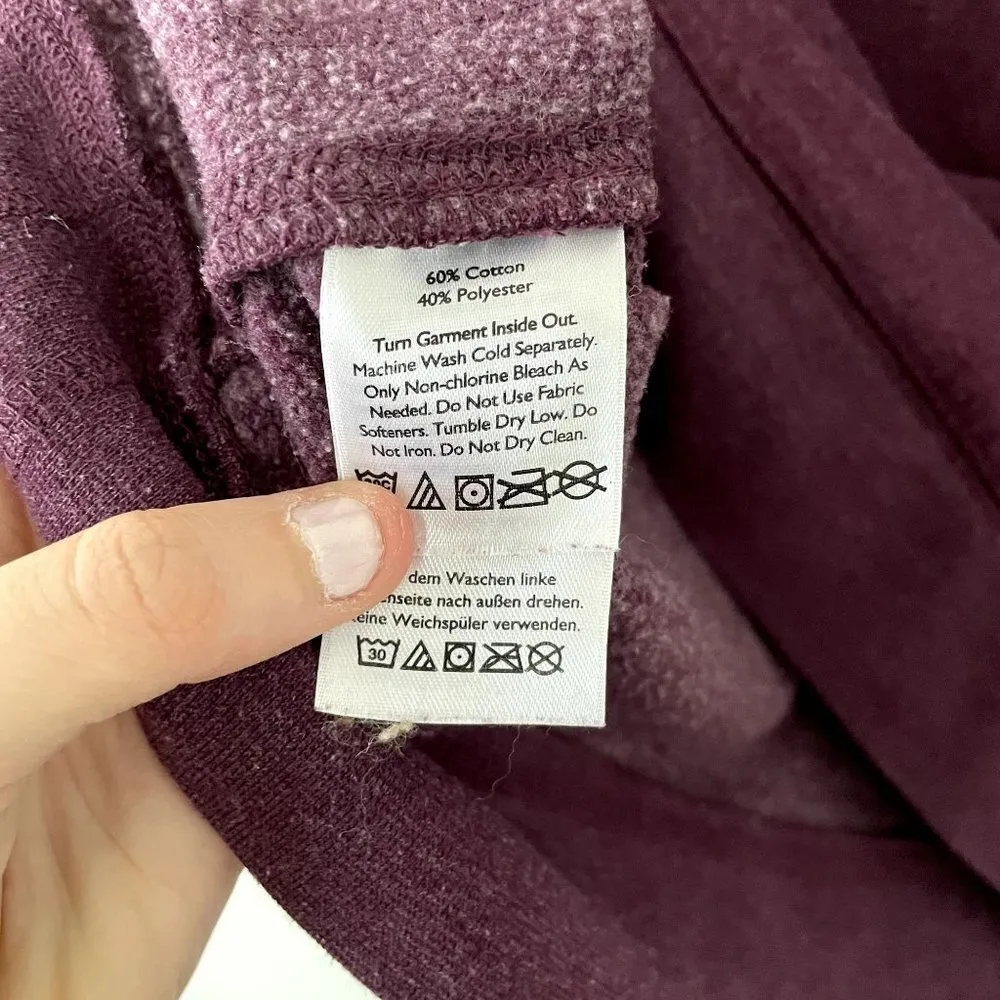 60% Cotton
40% Polyester
Turn Garment Inside Out.
Machine Wash Cold Separately.
Only Non-chlorine Bleach As
Needed. Do Not Use Fabric
Softeners. Tumble Dry Low. Do
Not Iron. Do Not Dry Clean.
dem Waschen linke
nach außen drehen.
Weichspüler verwenden.
30